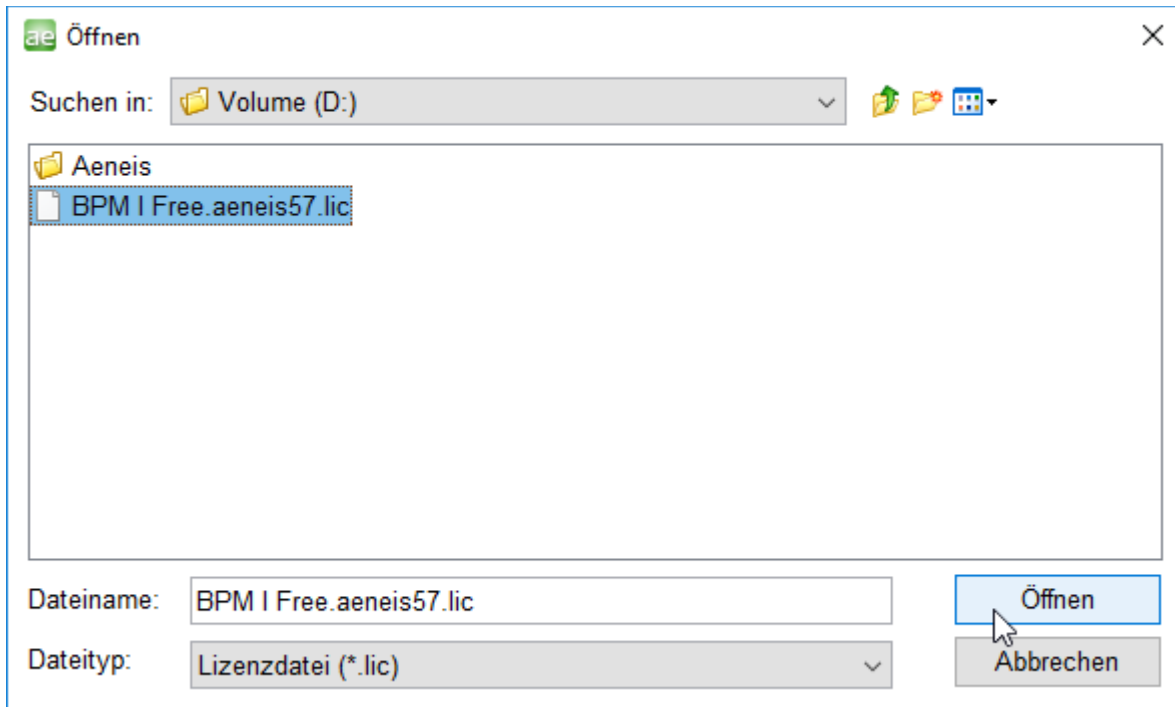 ae Öffnen
Suchen in: Volume (D:)
Aeneis
BPM I Free.aeneis57.lic
Dateiname: BPM I Free.aeneis57.lic Öffnen
Dateityp: Lizenzdatei (*.lic) Abbrechen